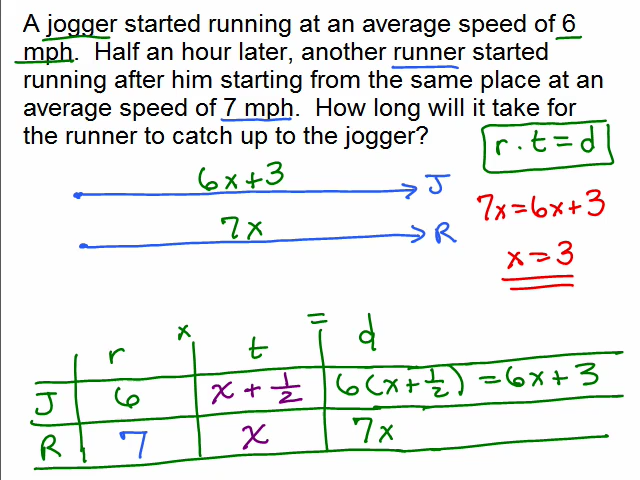 A jogger started running at an average speed of 6
mph. Half an hour later, another runner started
running after him starting from the same place at an
average speed of 7 mph. How long will it take for
the runner to catch up to the jogger?
r · t = d
6x+3
J
7x = 6x + 3
7x
R
x = 3
r x t = d
J 6 x + 1/2 6(x + 1/2) = 6x + 3
R 7 x 7x